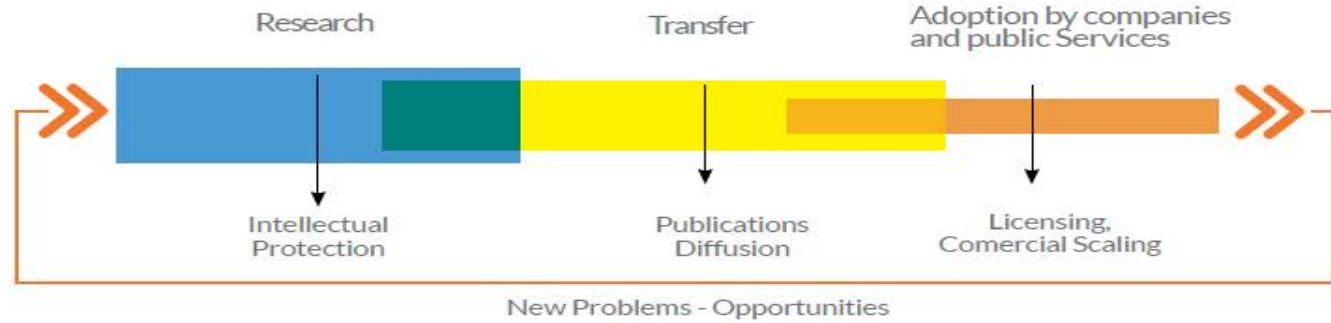 Research
Transfer
Adoption by companies
and public Services
Intellectual
Protection
Publications
Diffusion
Licensing,
Comercial Scaling
New Problems - Opportunities